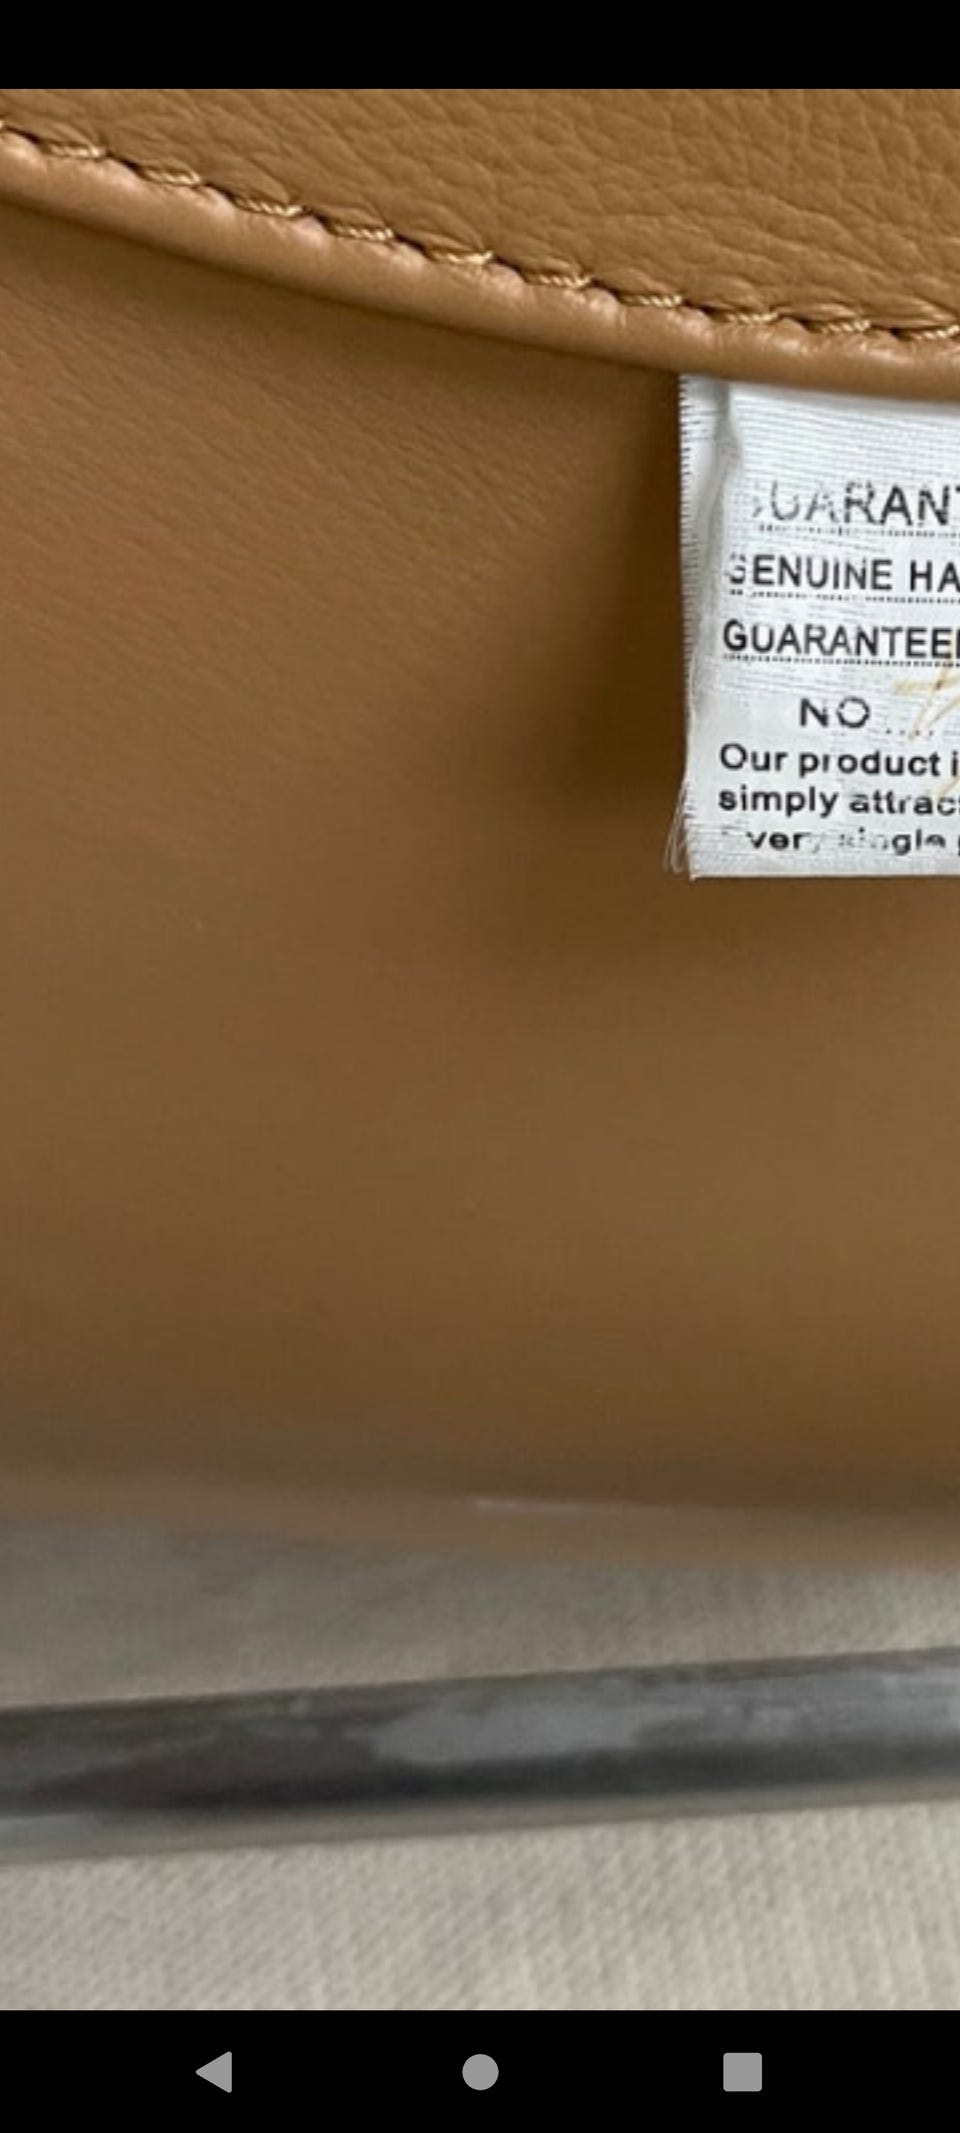 GUARANT
GENUINE HA
GUARANTEE
NO
Our product i
simply attrac